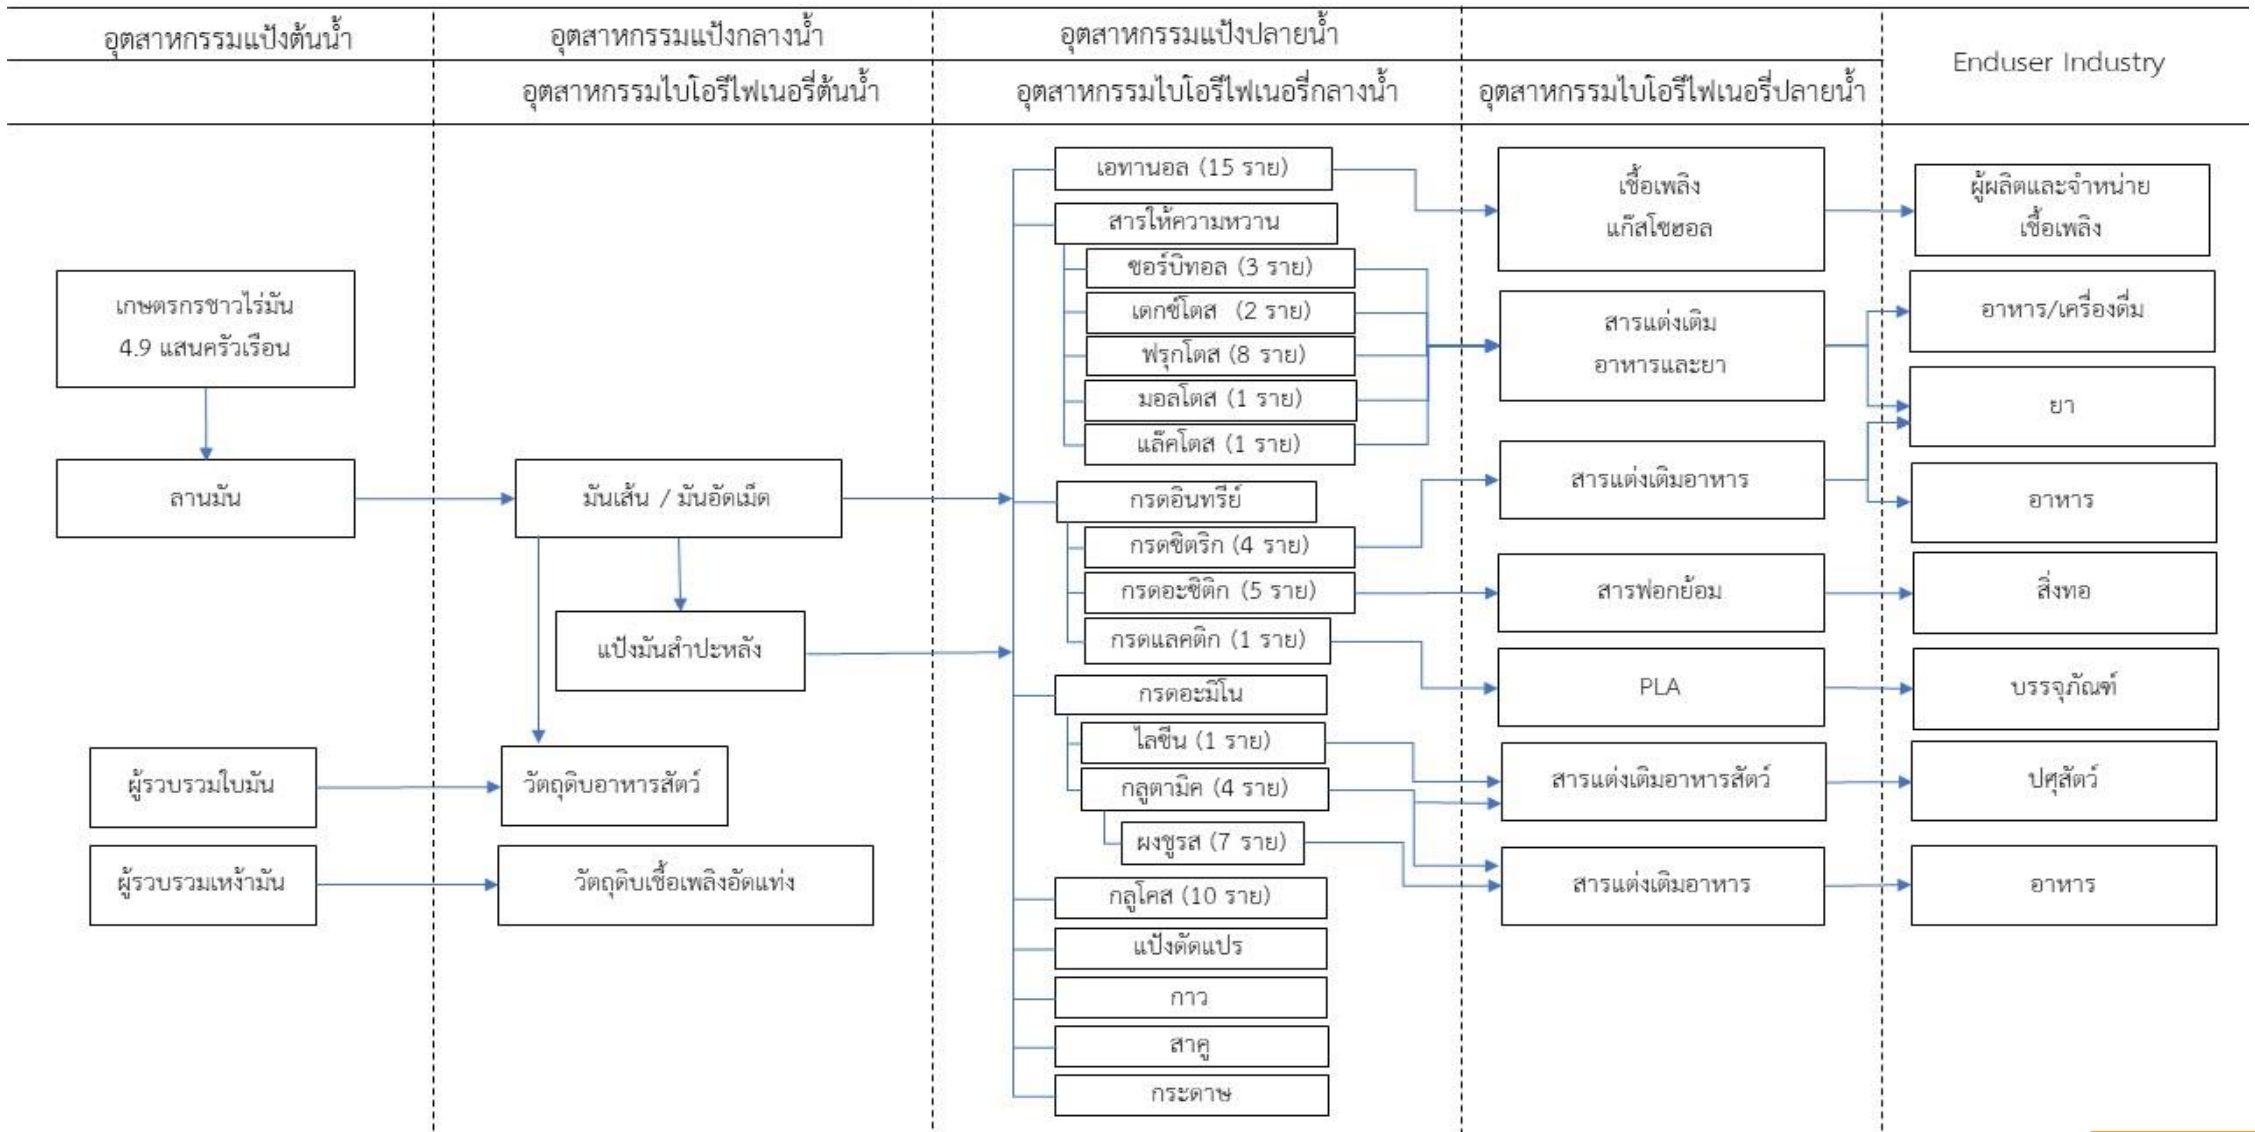 อุตสาหกรรมแป้งต้นน้ำ
อุตสาหกรรมแป้งกลางน้ำ
อุตสาหกรรมแป้งปลายน้ำ
Enduser Industry
อุตสาหกรรมไบโอรีไฟเนอรี่ต้นน้ำ
อุตสาหกรรมไบโอรีไฟเนอรี่กลางน้ำ
อุตสาหกรรมไบโอรีไฟเนอรี่ปลายน้ำ
เกษตรกรชาวไร่มัน
4.9 แสนครัวเรือน
ลานมัน
ผู้รวบรวมใบมัน
ผู้รวบรวมเหง้ามัน
มันเส้น / มันอัดเม็ด
แป้งมันสำปะหลัง
วัตถุดิบอาหารสัตว์
วัตถุดิบเชื้อเพลิงอัดแท่ง
เอทานอล (15 ราย)
สารให้ความหวาน
ซอร์บิทอล (3 ราย)
เดกซ์โตส (2 ราย)
ฟรุกโตส (8 ราย)
มอลโตส (1 ราย)
แล๊คโตส (1 ราย)
กรดอินทรีย์
กรดซิตริก (4 ราย)
กรดอะซิติก (5 ราย)
กรดแลคติก (1 ราย)
กรดอะมิโน
ไลซีน (1 ราย)
กลูตามิค (4 ราย)
ผงชูรส (7 ราย)
กลูโคส (10 ราย)
แป้งดัดแปร
กาว
สาคู
กระดาษ
เชื้อเพลิง
แก๊สโซฮอล
สารแต่งเติม
อาหารและยา
สารแต่งเติมอาหาร
สารฟอกย้อม
PLA
สารแต่งเติมอาหารสัตว์
สารแต่งเติมอาหาร
ผู้ผลิตและจำหน่าย
เชื้อเพลิง
อาหาร/เครื่องดื่ม
ยา
อาหาร
สิ่งทอ
บรรจุภัณฑ์
ปศุสัตว์
อาหาร